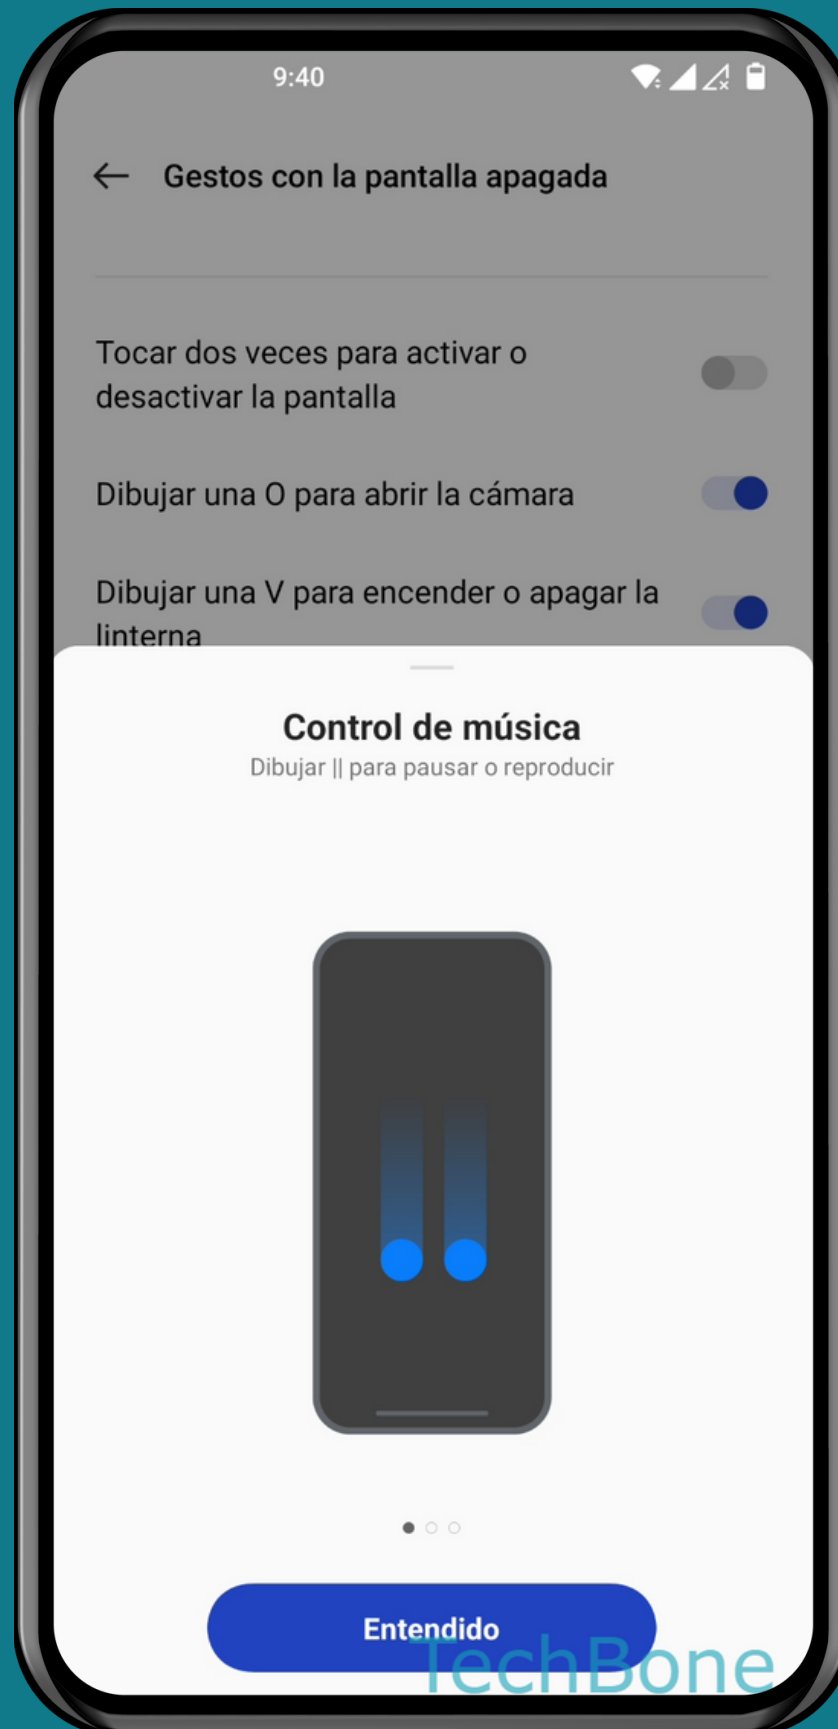 9:40
Gestos con la pantalla apagada
Tocar dos veces para activar o
desactivar la pantalla
Dibujar una O para abrir la cámara
Dibujar una V para encender o apagar la
linterna
Control de música
Dibujar || para pausar o reproducir
Entendido
TechBone